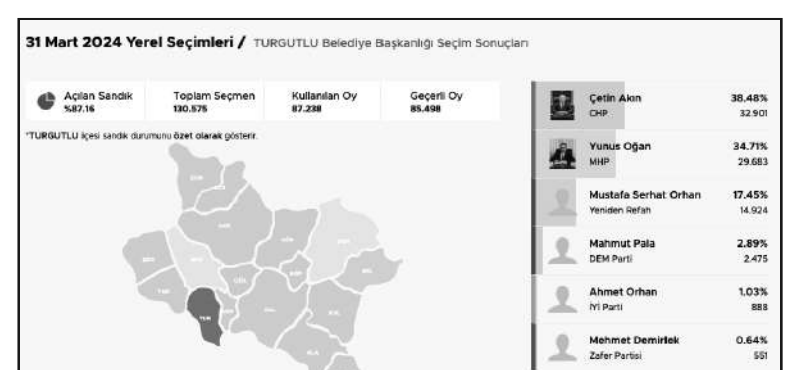 31 Mart 2024 Yerel Seçimleri / TURGUTLU Belediye Başkanlığı Seçim Sonuçları
Açılan Sandık
%87.16
Toplam Seçmen
130.575
Kullanılan Oy
87.238
Geçerli Oy
85.498
*TURGUTLU ilçesi sandık durumunu özet olarak gösterir.
TUR
Çetin Akın 38.48%
CHP 32.901
Yunus Oğan 34.71%
MHP 29.683
Mustafa Serhat Orhan 17.45%
Yeniden Refah 14.924
Mahmut Pala 2.89%
DEM Parti 2.475
Ahmet Orhan 1.03%
İYİ Parti 888
Mehmet Demirlek 0.64%
Zafer Partisi 551